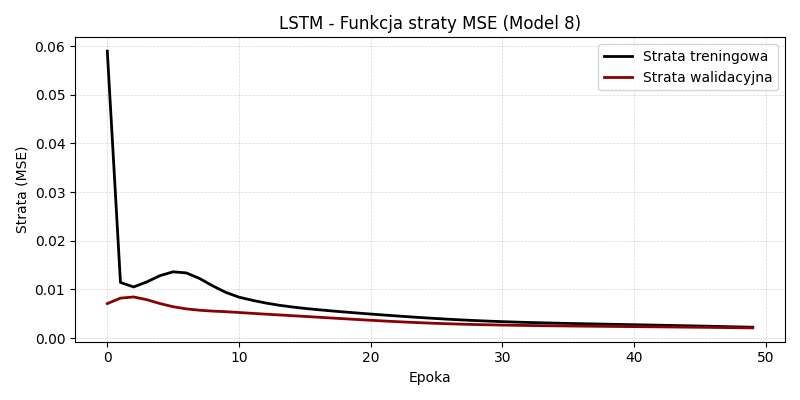 LSTM - Funkcja straty MSE (Model 8)
Strata treningowa
Strata walidacyjna
Strata (MSE)
0.06
0.05
0.04
0.03
0.02
0.01
0.00
0 10 20 30 40 50
Epoka